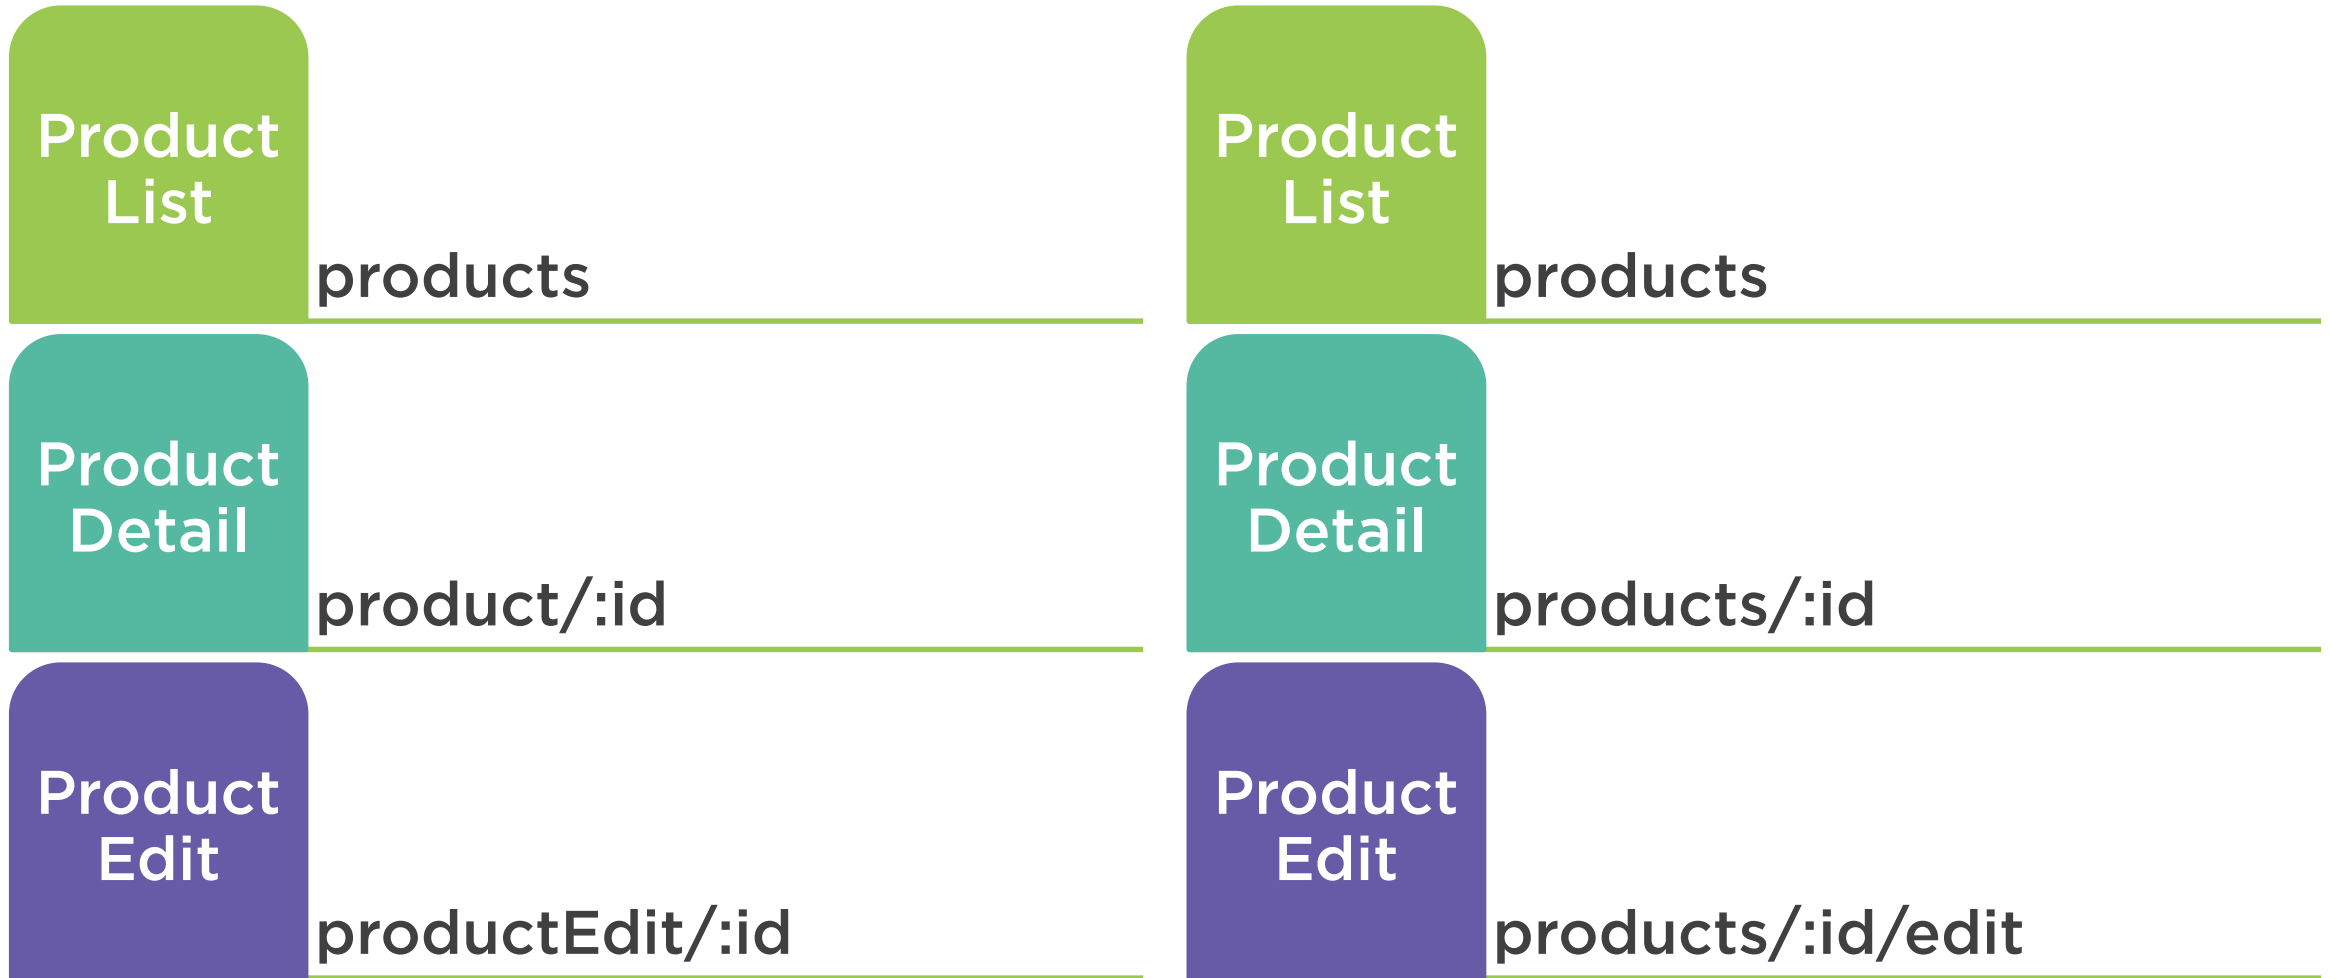 Product
List
products
Product
Detail
product/:id
Product
Edit
productEdit/:id
Product
List
products
Product
Detail
products/:id
Product
Edit
products/:id/edit